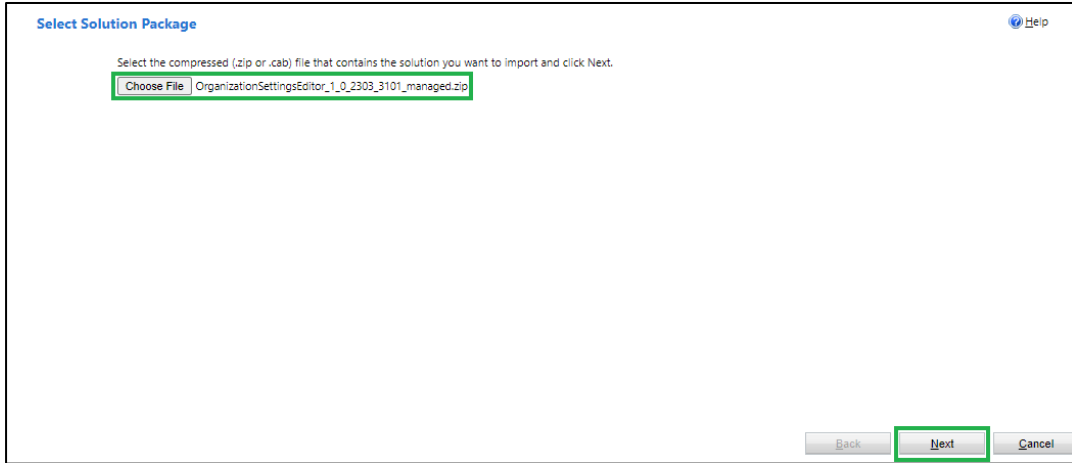 Select Solution Package
Help
Select the compressed (.zip or .cab) file that contains the solution you want to import and click Next.
Choose File OrganizationSettingsEditor_1_0_2303_3101_managed.zip
Back Next Cancel